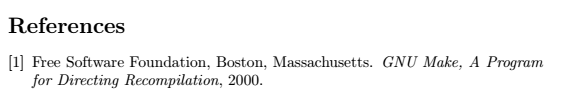 References
[1] Free Software Foundation, Boston, Massachusetts. GNU Make, A Program
for Directing Recompilation, 2000.